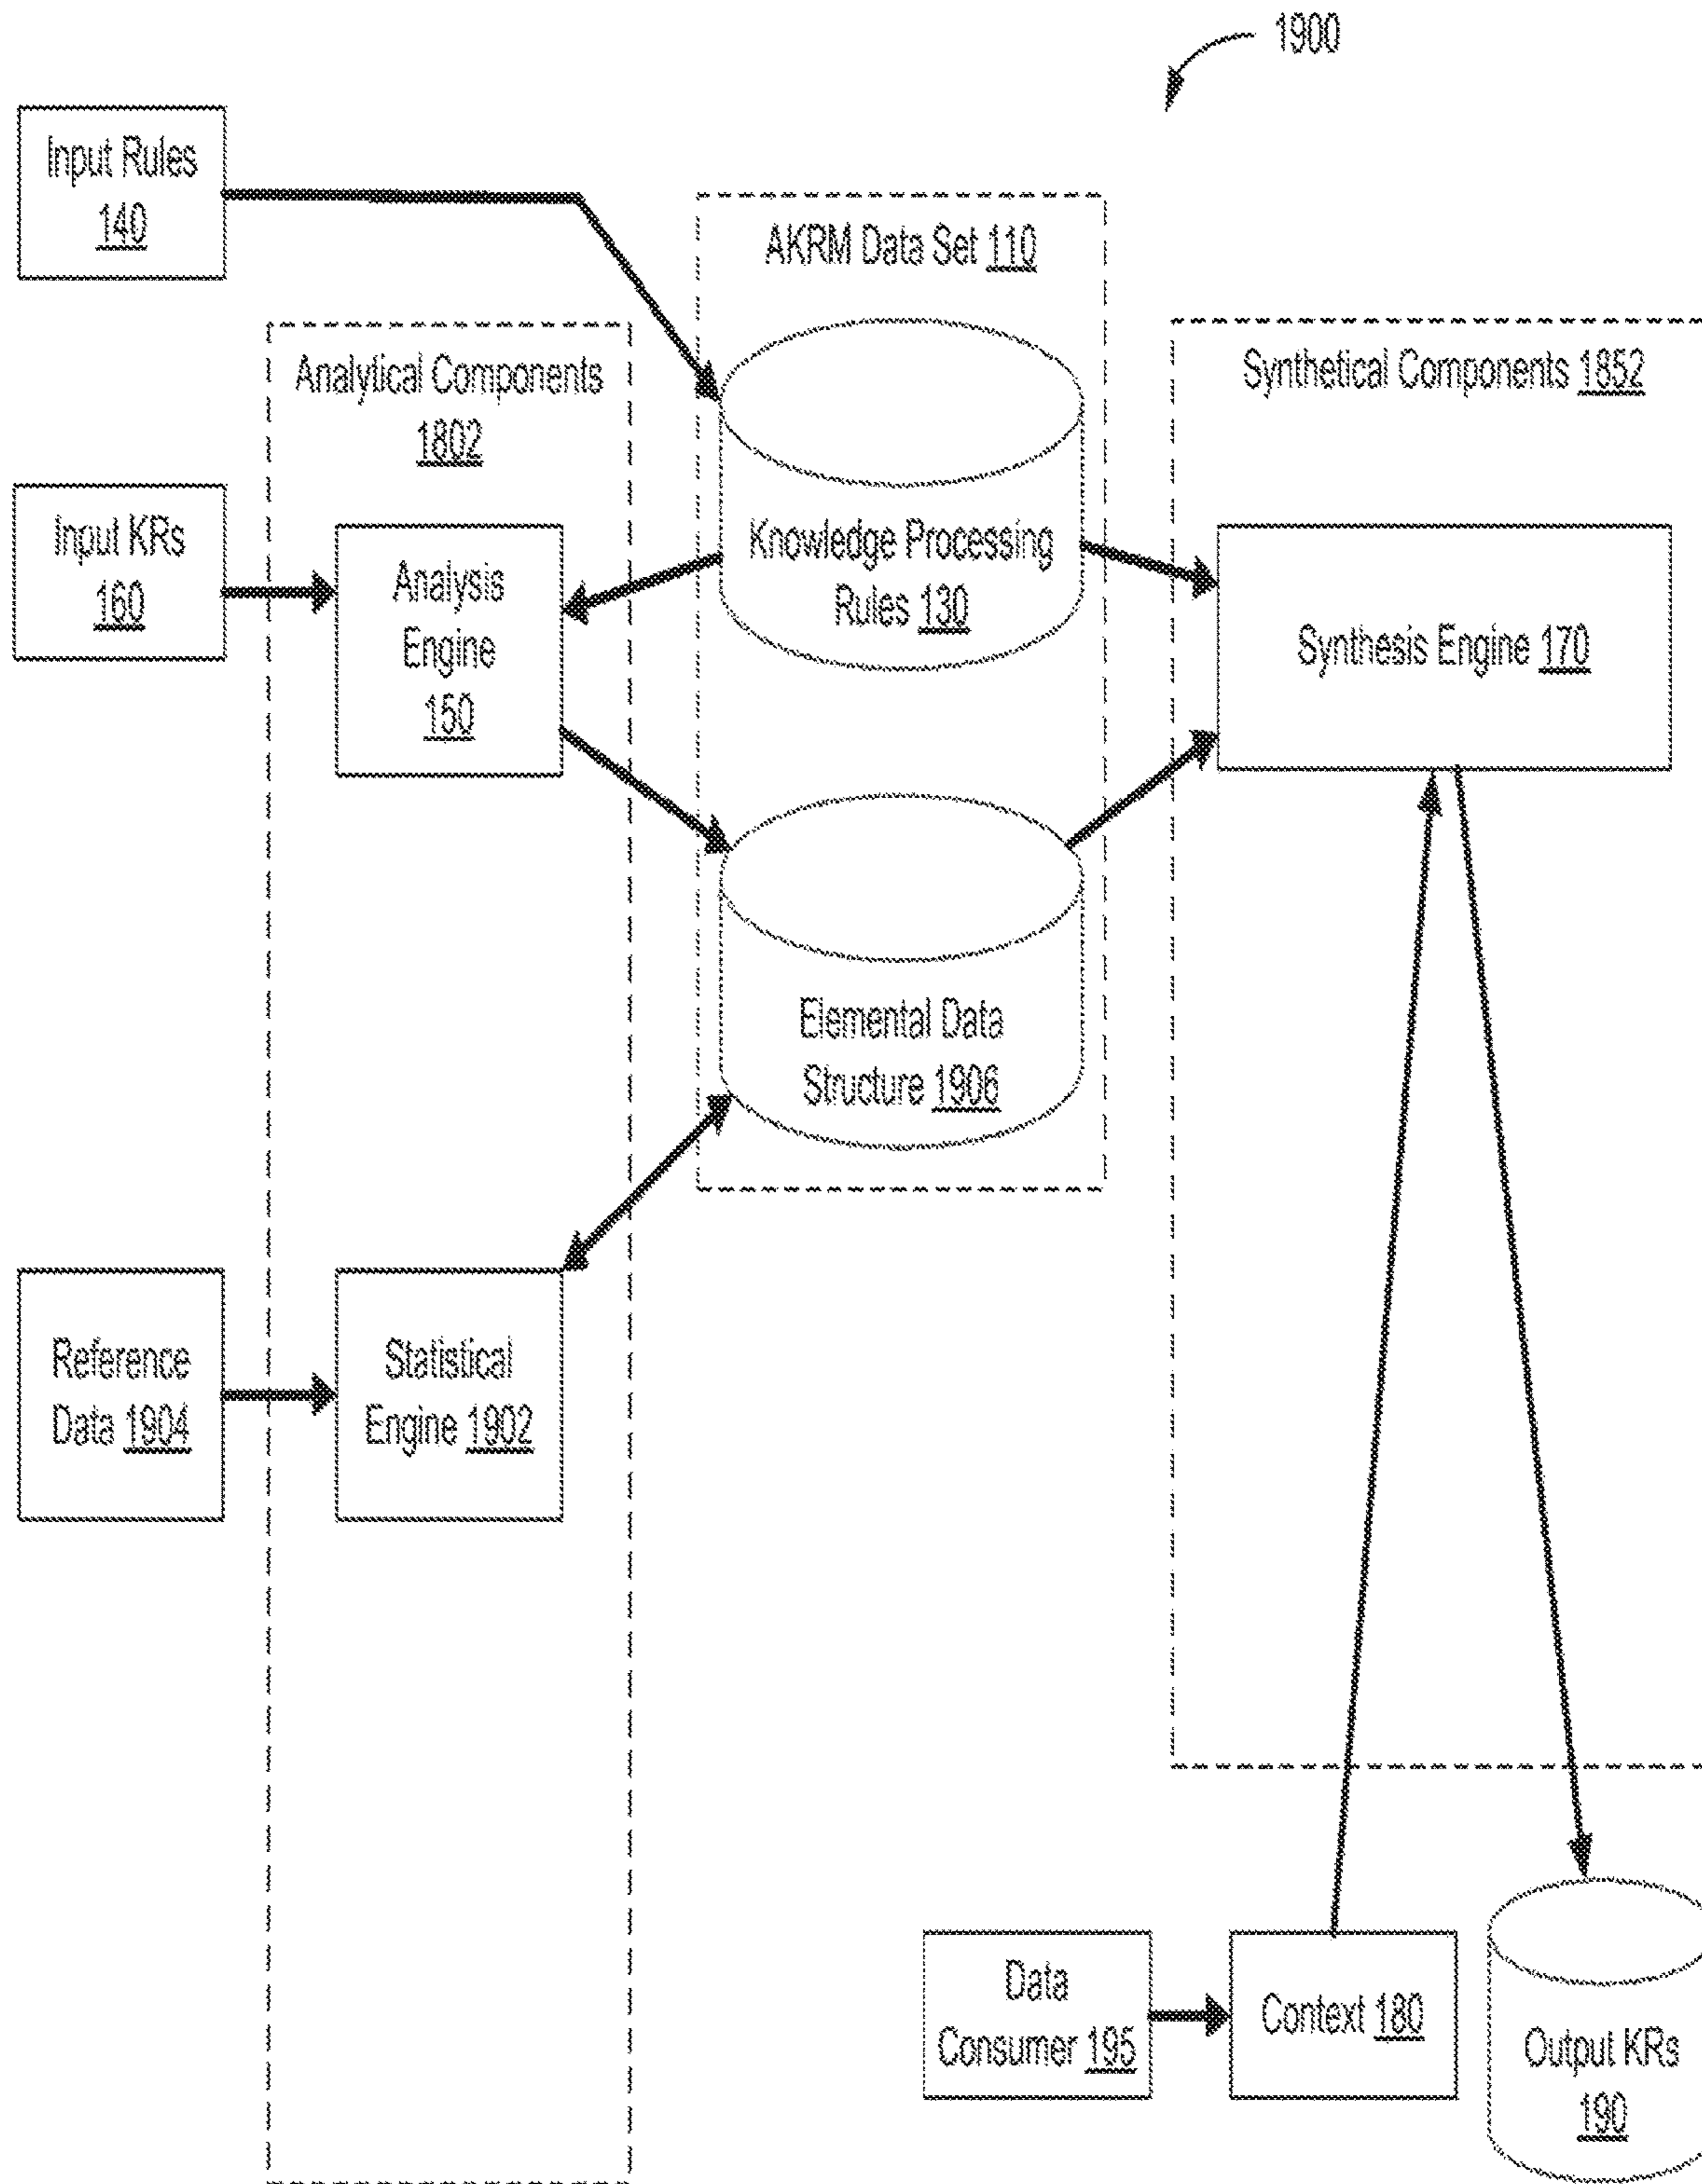 1900
Input Rules
140
AKRM Data Set 110
Analytical Components
1802
Synthetical Components 1852
Input KRs
160
Analysis
Engine
150
Knowledge Processing
Rules 130
Synthesis Engine 170
Elemental Data
Structure 1906
Reference
Data 1904
Statistical
Engine 1902
Data
Consumer 195
Context 180
Output KRs
190